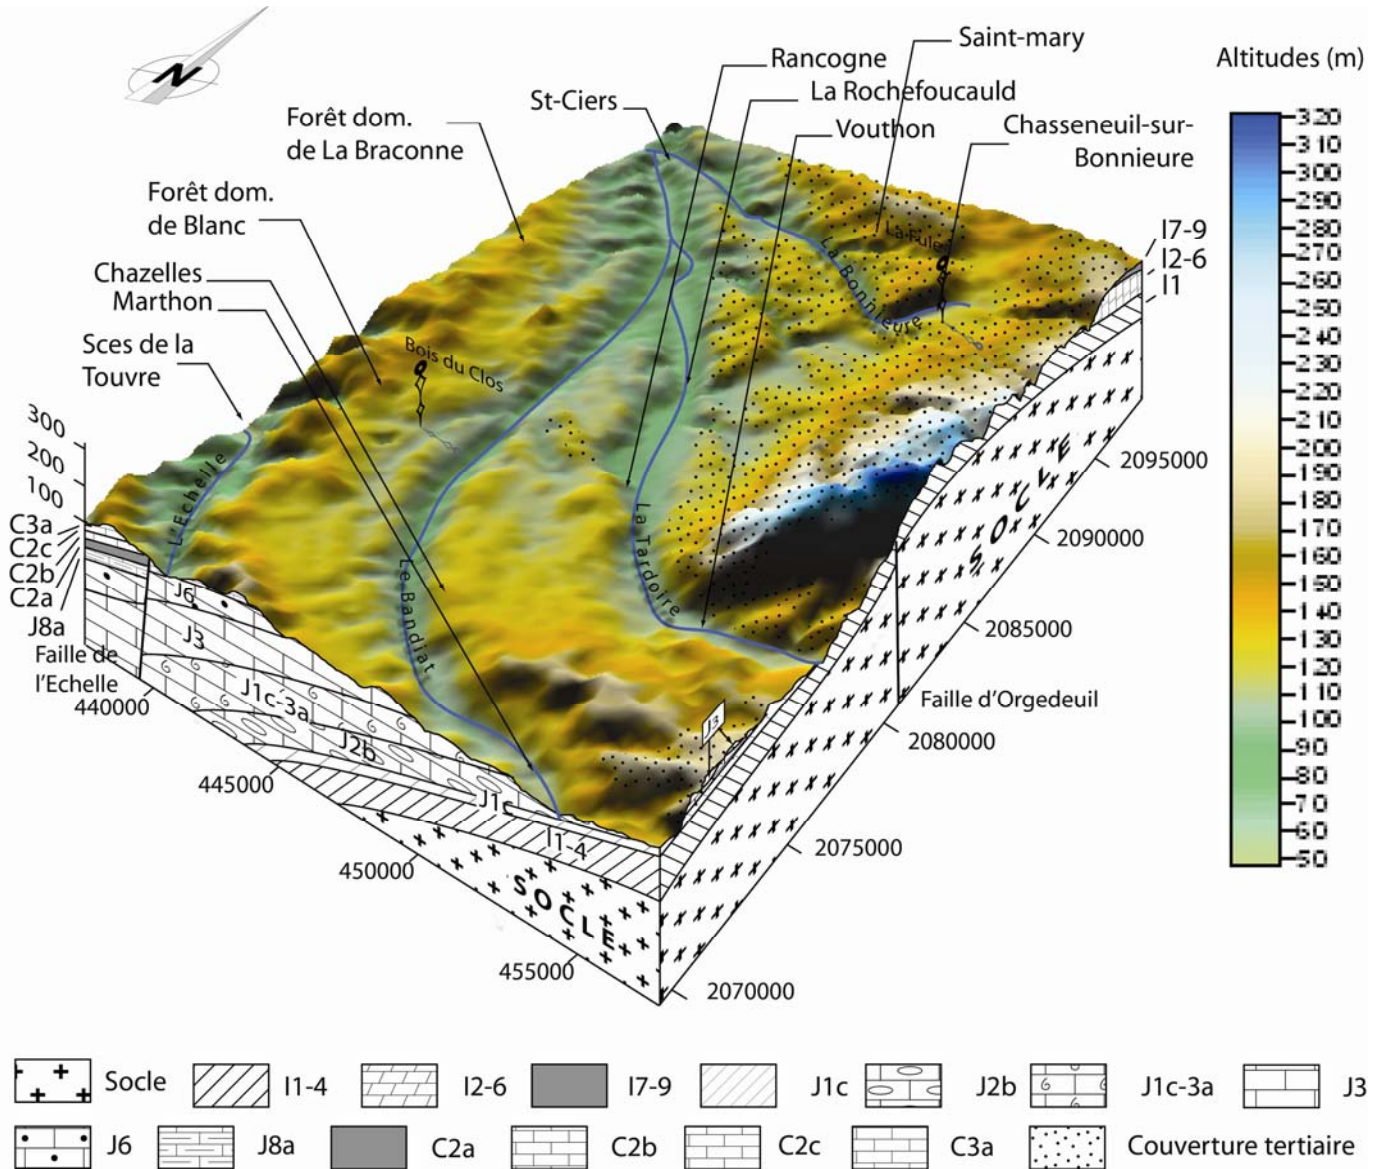 N
Rancogne
Saint-mary
Altitudes (m)
St-Ciers
La Rochefoucauld
Forêt dom.
de La Braconne
Vouthon
Chasseneuil-sur-
Bonnieure
Forêt dom.
de Blanc
Chazelles
Marthon
Sces de la
Touvre
Bois du Clos
L'Echelle
Le Bandiat
La Tardoire
La Bonnieure
320
310
300
290
280
270
260
250
240
230
220
210
200
190
180
170
160
150
140
130
120
110
100
90
80
70
60
50
I7-9
I2-6
I1
300
200
100
C3a
C2c
C2b
C2a
J8a
Faille de
l'Echelle
J6
J3
J1c-3a
J2b
J1c
I1-4
J3
SOCLE
SOCLE
Faille d'Orgedeuil
440000
445000
450000
455000
2070000
2075000
2080000
2085000
2090000
2095000
Socle
I1-4
I2-6
I7-9
J1c
J2b
J1c-3a
J3
J6
J8a
C2a
C2b
C2c
C3a
Couverture tertiaire